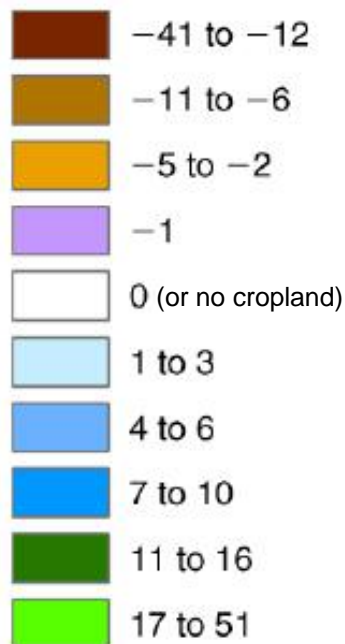 −41 to −12
−11 to −6
−5 to −2
−1
0 (or no cropland)
1 to 3
4 to 6
7 to 10
11 to 16
17 to 51